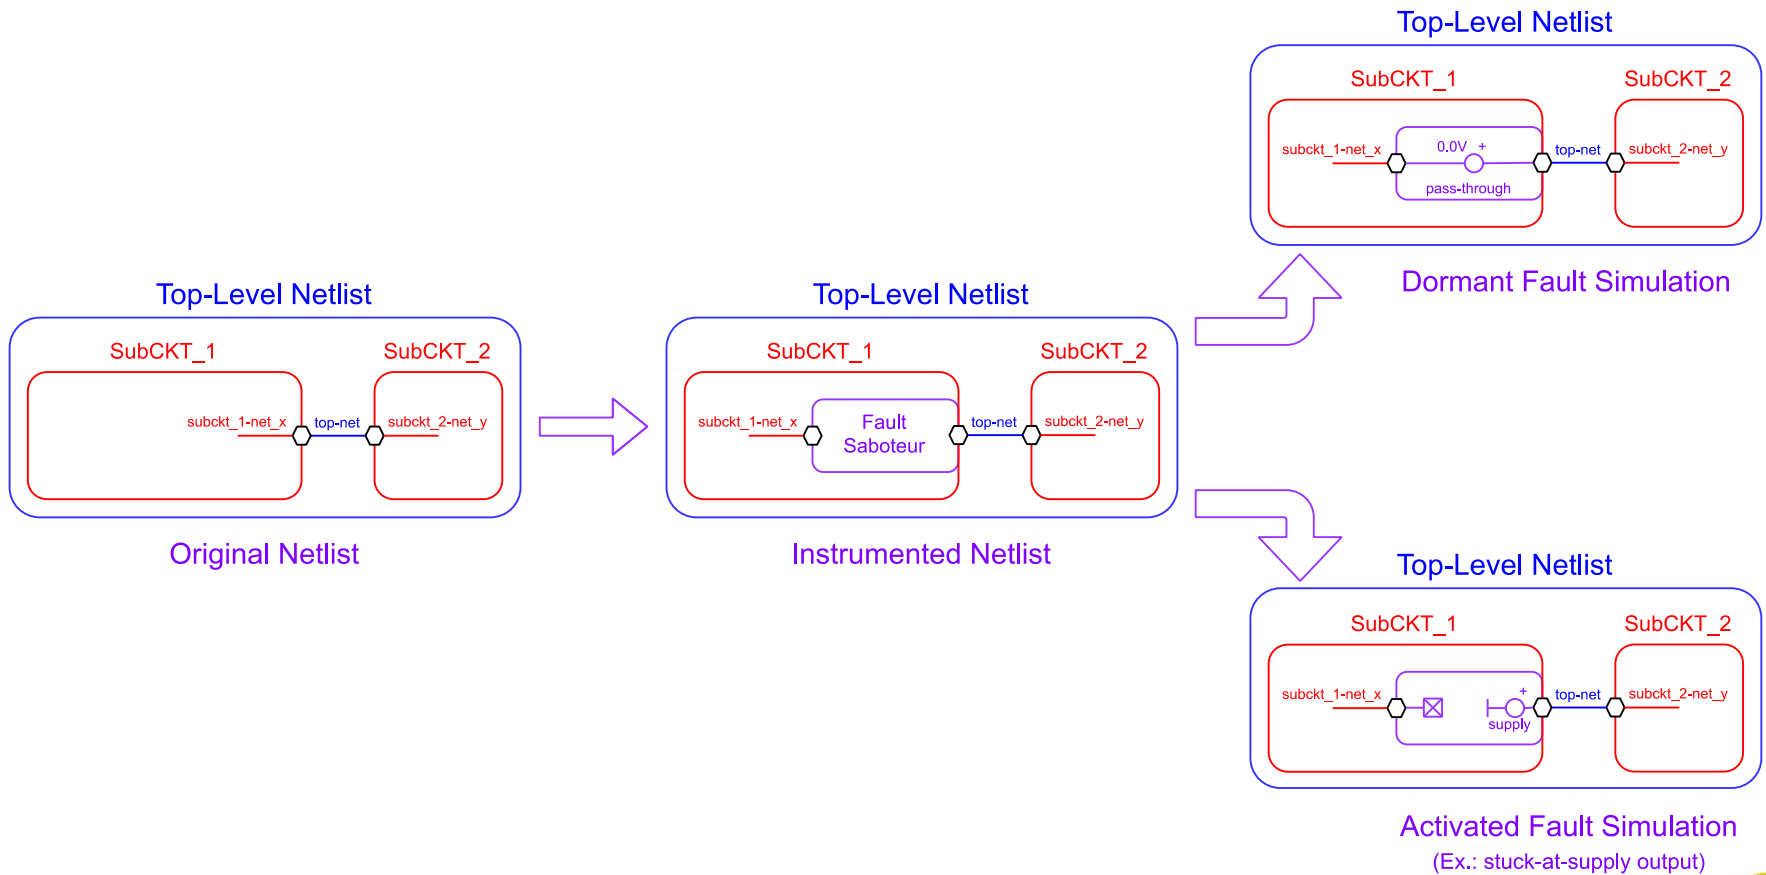 Top-Level Netlist
SubCKT_1
SubCKT_2
subckt_1-net_x
top-net
subckt_2-net_y
Original Netlist
Top-Level Netlist
SubCKT_1
SubCKT_2
subckt_1-net_x
Fault
Saboteur
top-net
subckt_2-net_y
Instrumented Netlist
Top-Level Netlist
SubCKT_1
SubCKT_2
subckt_1-net_x
0.0V +
pass-through
top-net
subckt_2-net_y
Dormant Fault Simulation
Top-Level Netlist
SubCKT_1
SubCKT_2
subckt_1-net_x
+
supply
top-net
subckt_2-net_y
Activated Fault Simulation
(Ex.: stuck-at-supply output)